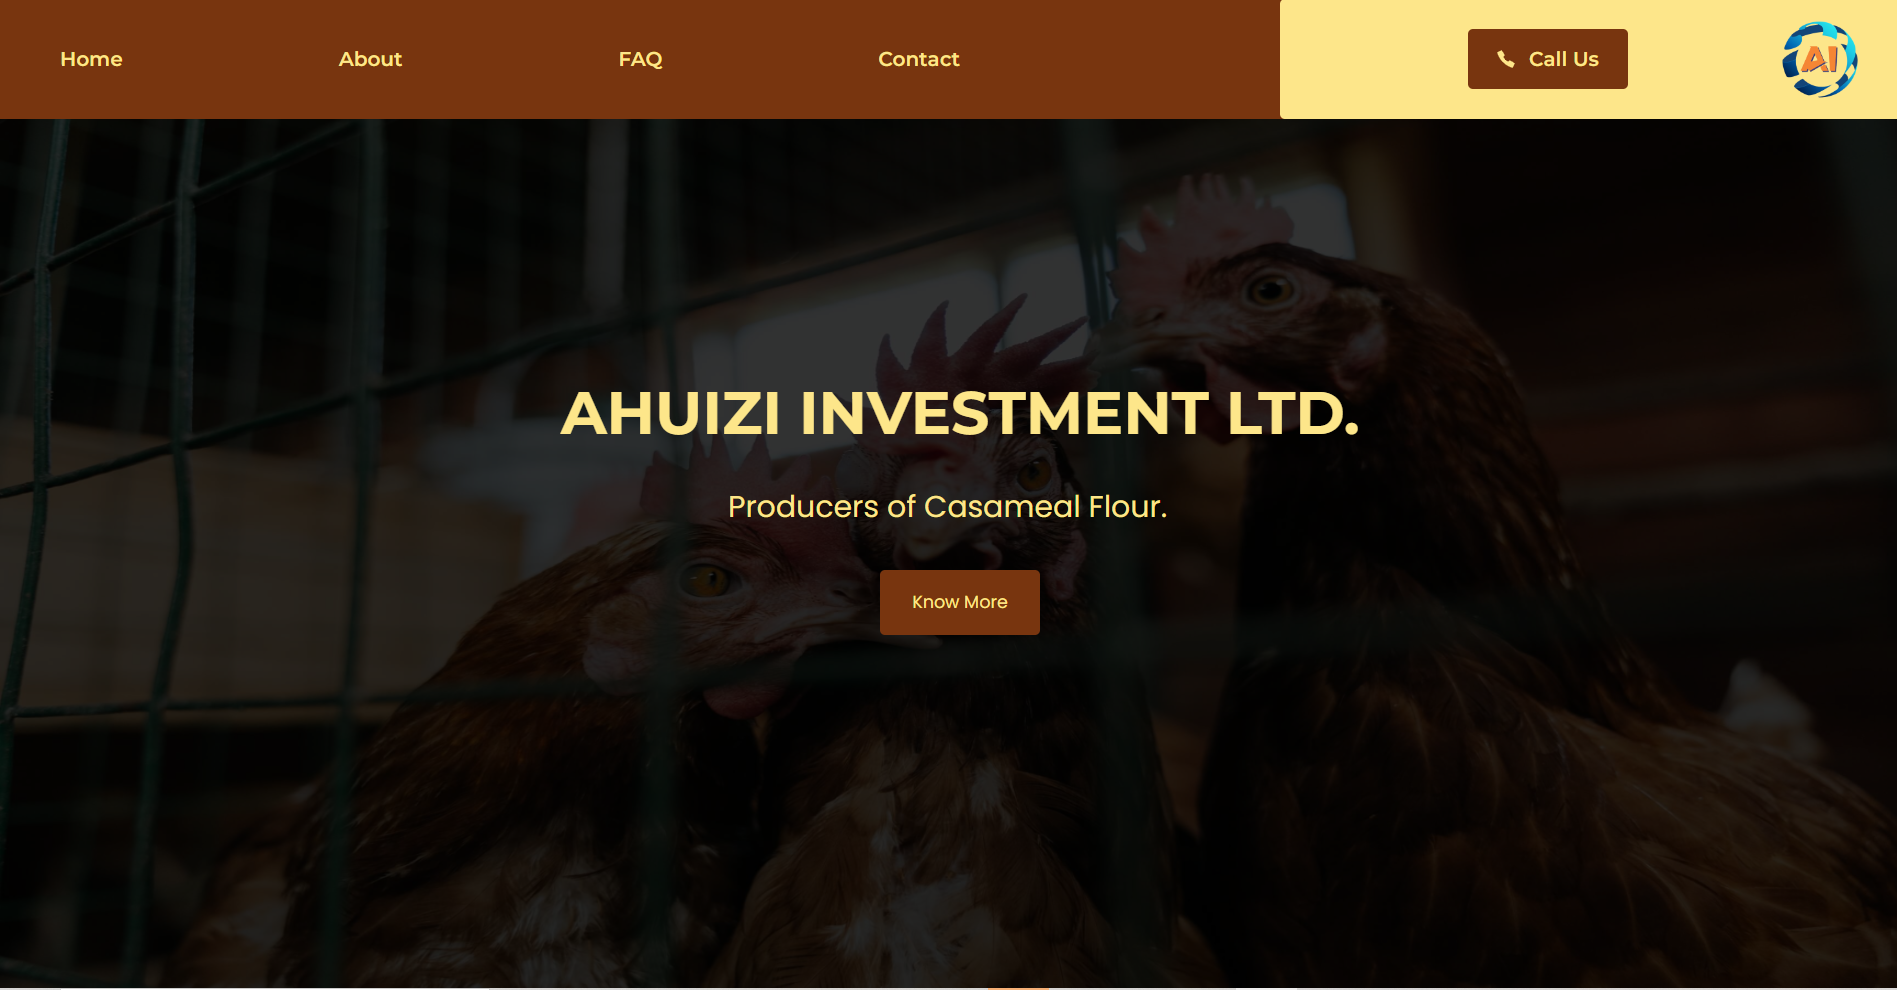 Home
About
FAQ
Contact
Call Us
AI
AHUIZI INVESTMENT LTD.
Producers of Casameal Flour.
Know More